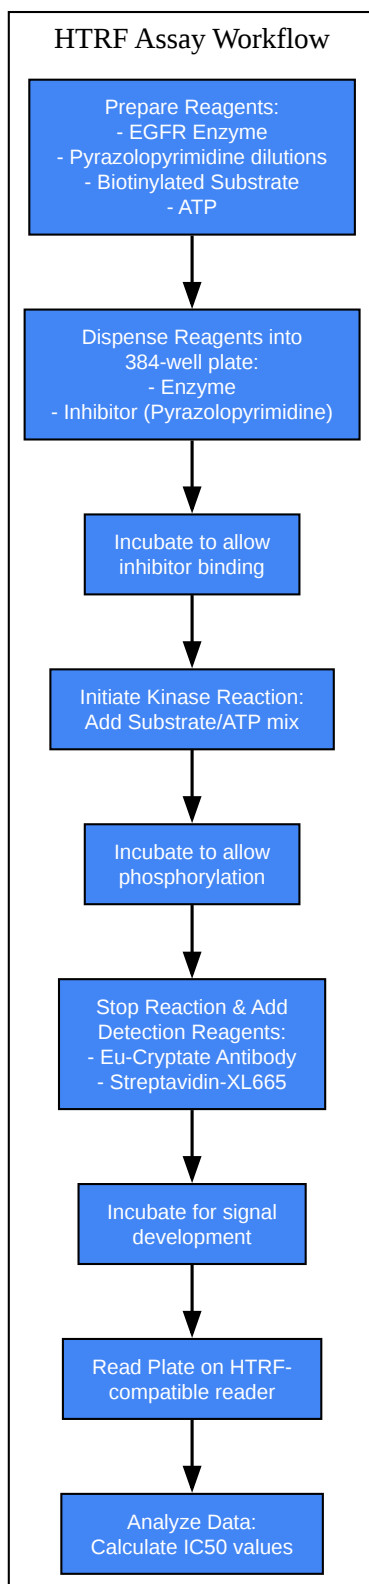 HTRF Assay Workflow
Prepare Reagents:
- EGFR Enzyme
- Pyrazolopyrimidine dilutions
- Biotinylated Substrate
- ATP
Dispense Reagents into
384-well plate:
- Enzyme
- Inhibitor (Pyrazolopyrimidine)
Incubate to allow
inhibitor binding
Initiate Kinase Reaction:
Add Substrate/ATP mix
Incubate to allow
phosphorylation
Stop Reaction & Add
Detection Reagents:
- Eu-Cryptate Antibody
- Streptavidin-XL665
Incubate for signal
development
Read Plate on HTRF-
compatible reader
Analyze Data:
Calculate IC50 values